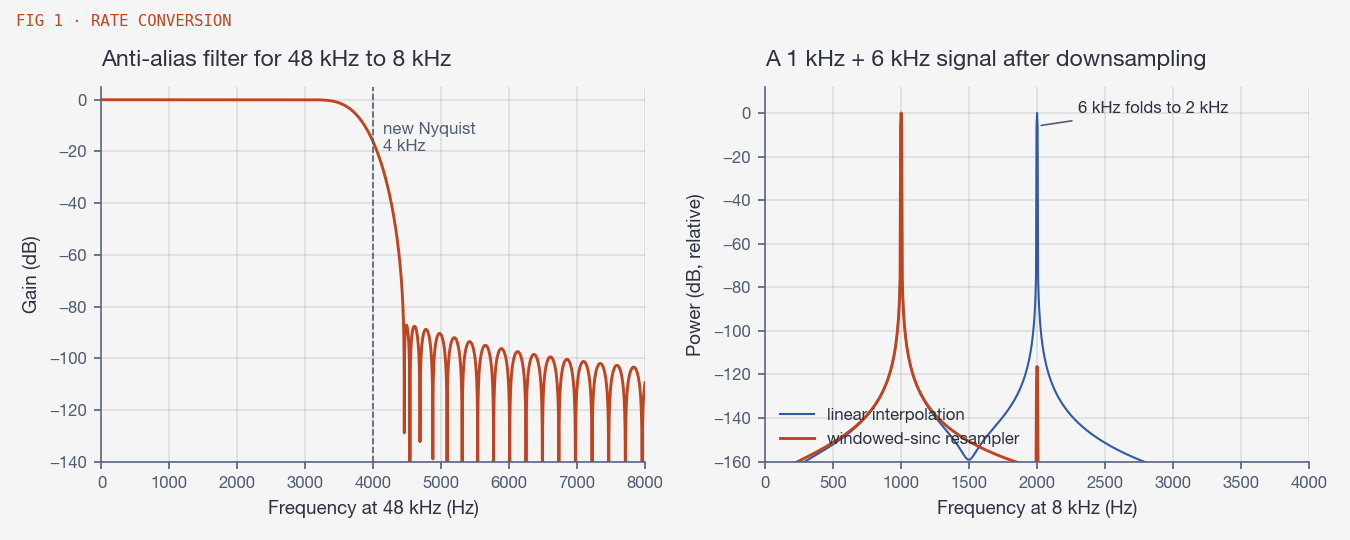 FIG 1 · RATE CONVERSION
Anti-alias filter for 48 kHz to 8 kHz
Gain (dB)
0
−20
−40
−60
−80
−100
−120
−140
new Nyquist
4 kHz
0 1000 2000 3000 4000 5000 6000 7000 8000
Frequency at 48 kHz (Hz)
A 1 kHz + 6 kHz signal after downsampling
Power (dB, relative)
0
−20
−40
−60
−80
−100
−120
−140
−160
6 kHz folds to 2 kHz
linear interpolation
windowed-sinc resampler
0 500 1000 1500 2000 2500 3000 3500 4000
Frequency at 8 kHz (Hz)